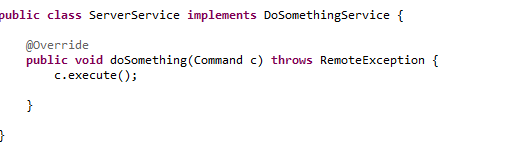 public class ServerService implements DoSomethingService {
@Override
public void doSomething(Command c) throws RemoteException {
c.execute();
}
}